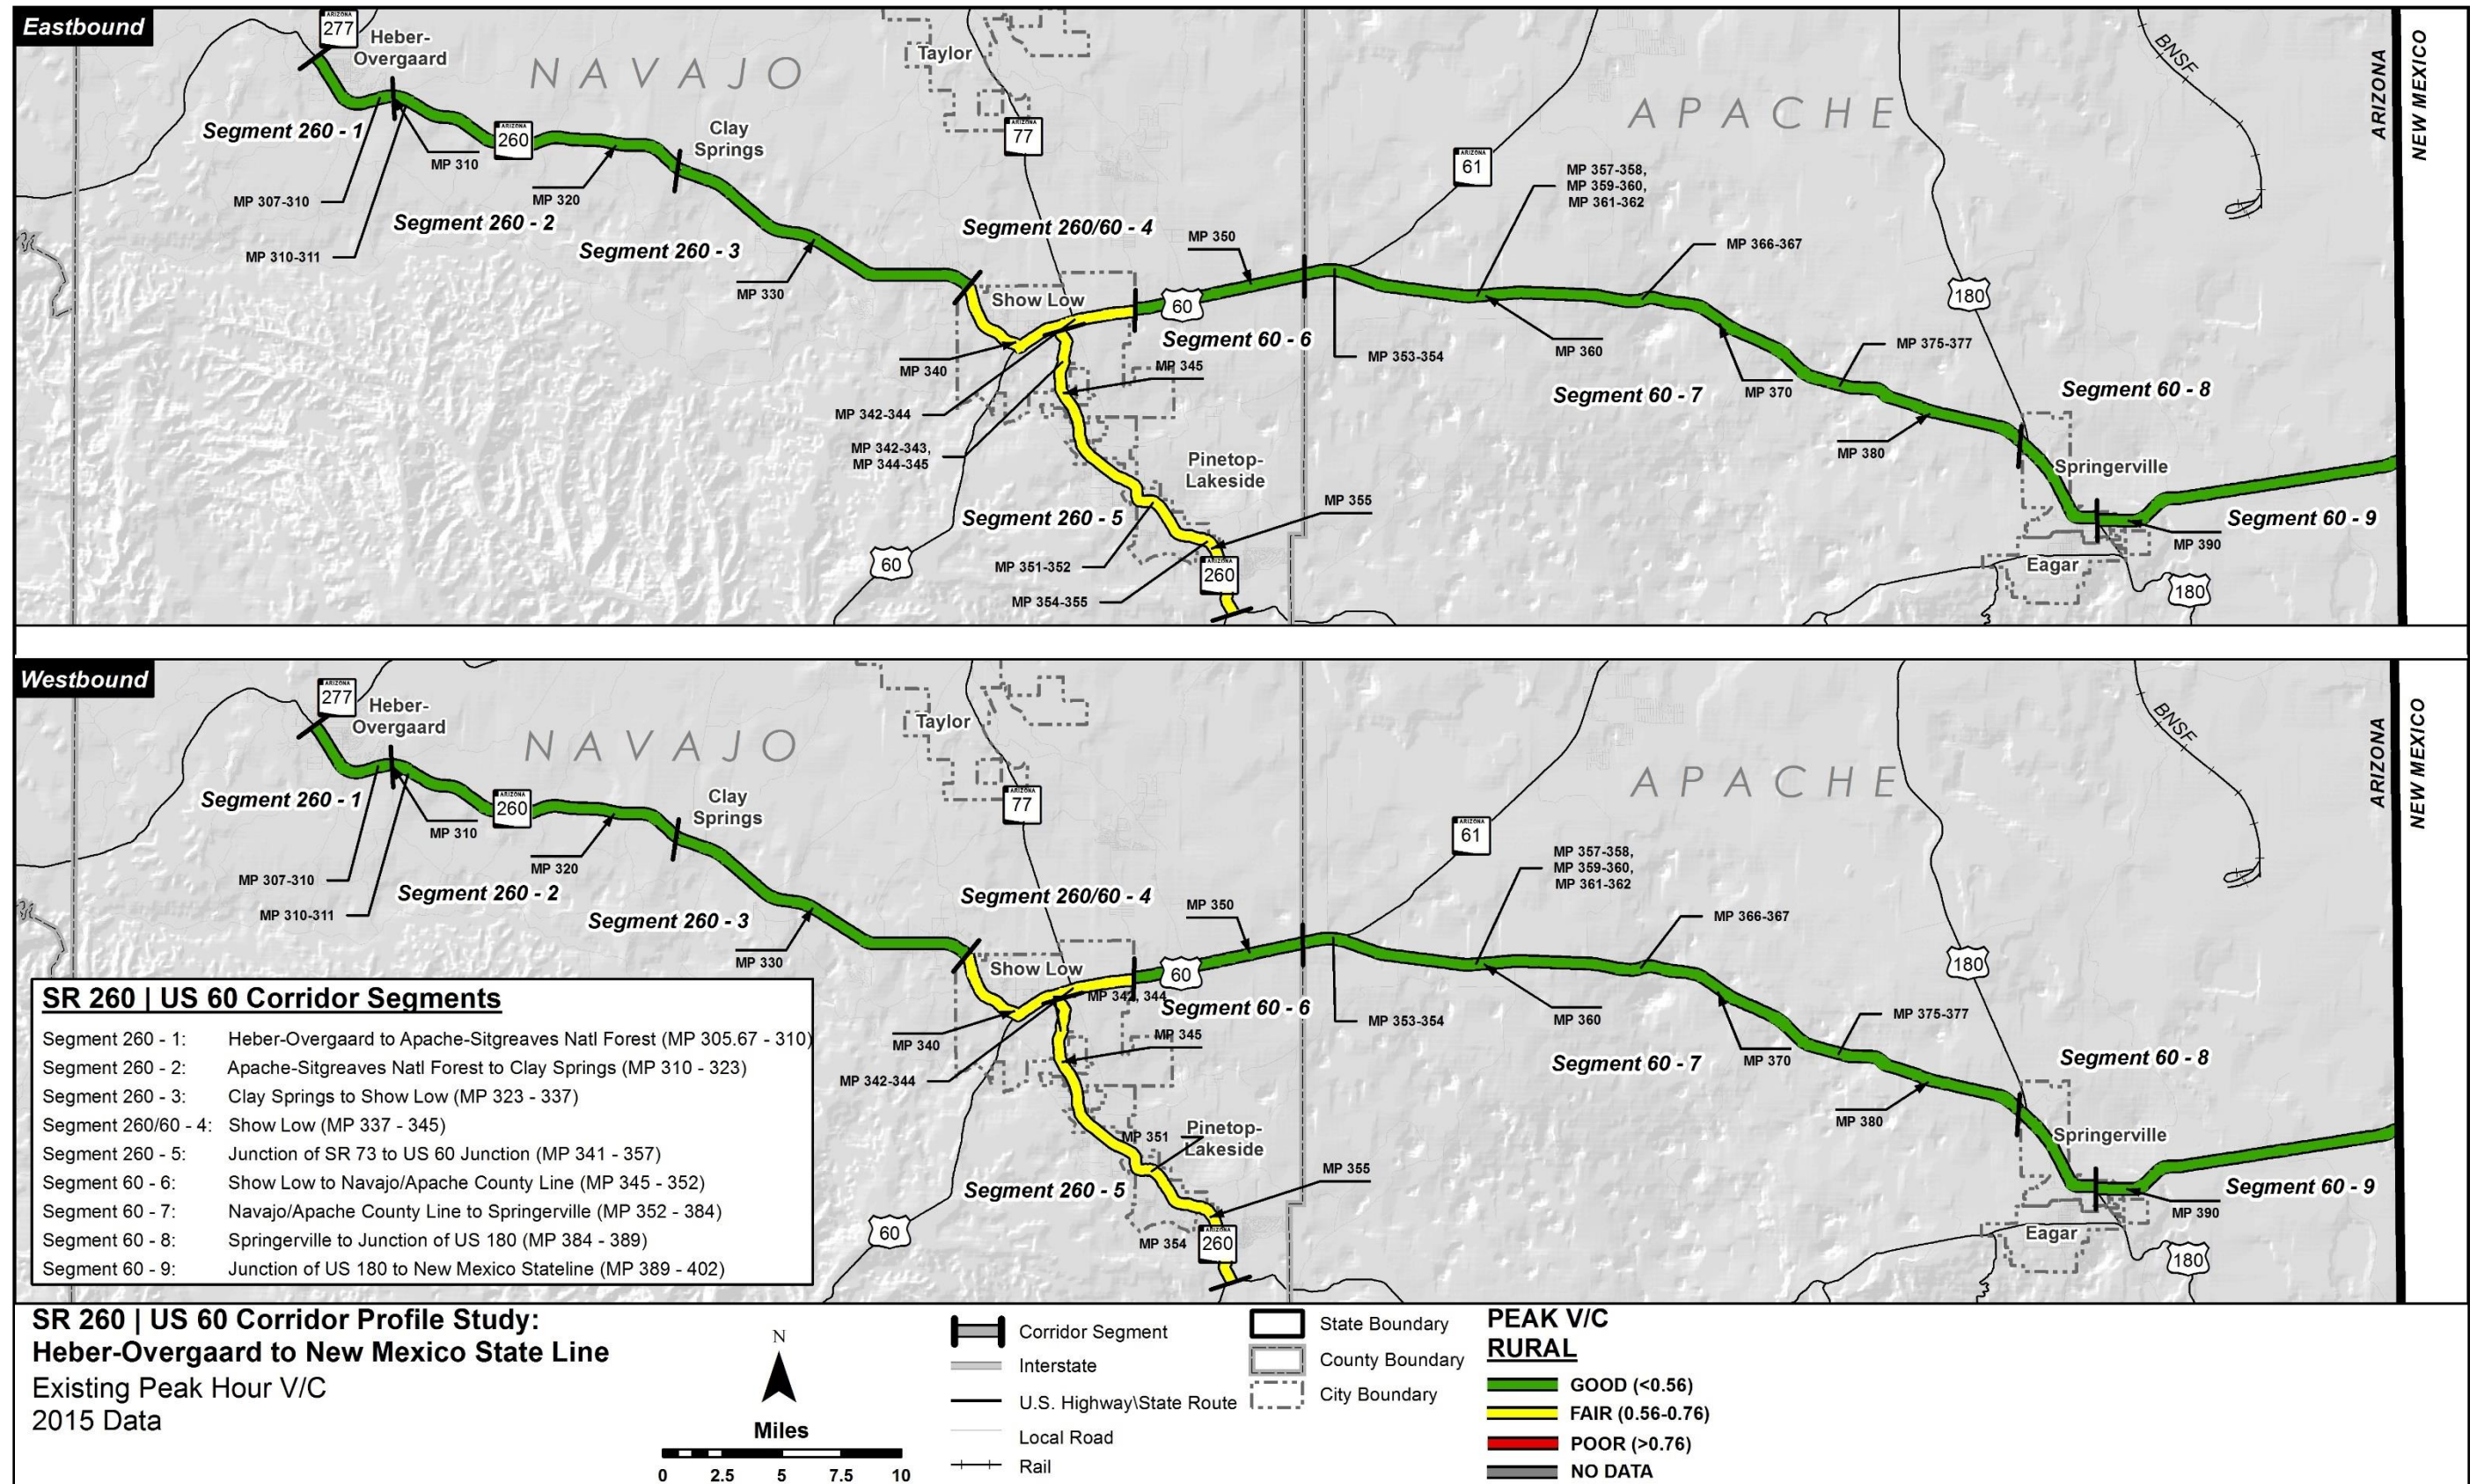 Eastbound
ARIZONA
277
Heber-
Overgaard
NAVAJO
Taylor
APACHE
BNSF
ARIZONA
NEW MEXICO
Segment 260 - 1
ARIZONA
260
Clay
Springs
ARIZONA
77
ARIZONA
61
MP 310
MP 357-358,
MP 359-360,
MP 361-362
MP 307-310
MP 320
Segment 260 - 2
Segment 260 - 3
Segment 260/60 - 4
MP 350
MP 366-367
MP 310-311
MP 330
Show Low
60
180
Segment 60 - 6
MP 353-354
MP 360
MP 375-377
MP 340
MP 345
Segment 60 - 7
MP 370
Segment 60 - 8
MP 342-344
MP 342-343,
MP 344-345
MP 380
Pinetop-
Lakeside
Springerville
MP 355
Segment 260 - 5
Segment 60 - 9
MP 390
60
MP 351-352
ARIZONA
260
Eagar
180
MP 354-355
Westbound
ARIZONA
277
Heber-
Overgaard
NAVAJO
Taylor
APACHE
BNSF
ARIZONA
NEW MEXICO
Segment 260 - 1
ARIZONA
260
Clay
Springs
ARIZONA
77
ARIZONA
61
MP 310
MP 357-358,
MP 359-360,
MP 361-362
MP 307-310
MP 320
Segment 260 - 2
Segment 260 - 3
Segment 260/60 - 4
MP 350
MP 366-367
MP 310-311
MP 330
Show Low
60
180
MP 342, 344
Segment 60 - 6
MP 353-354
MP 360
MP 375-377
MP 340
MP 345
Segment 60 - 7
MP 370
Segment 60 - 8
MP 342-344
MP 380
MP 351
Pinetop-
Lakeside
Springerville
MP 355
Segment 260 - 5
Segment 60 - 9
MP 390
60
MP 354
ARIZONA
260
Eagar
180
SR 260 | US 60 Corridor Segments
Segment 260 - 1: Heber-Overgaard to Apache-Sitgreaves Natl Forest (MP 305.67 - 310)
Segment 260 - 2: Apache-Sitgreaves Natl Forest to Clay Springs (MP 310 - 323)
Segment 260 - 3: Clay Springs to Show Low (MP 323 - 337)
Segment 260/60 - 4: Show Low (MP 337 - 345)
Segment 260 - 5: Junction of SR 73 to US 60 Junction (MP 341 - 357)
Segment 60 - 6: Show Low to Navajo/Apache County Line (MP 345 - 352)
Segment 60 - 7: Navajo/Apache County Line to Springerville (MP 352 - 384)
Segment 60 - 8: Springerville to Junction of US 180 (MP 384 - 389)
Segment 60 - 9: Junction of US 180 to New Mexico Stateline (MP 389 - 402)
SR 260 | US 60 Corridor Profile Study:
Heber-Overgaard to New Mexico State Line
Existing Peak Hour V/C
2015 Data
N
Miles
0 2.5 5 7.5 10
Corridor Segment
Interstate
U.S. Highway\State Route
Local Road
Rail
State Boundary
County Boundary
City Boundary
PEAK V/C
RURAL
GOOD (<0.56)
FAIR (0.56-0.76)
POOR (>0.76)
NO DATA